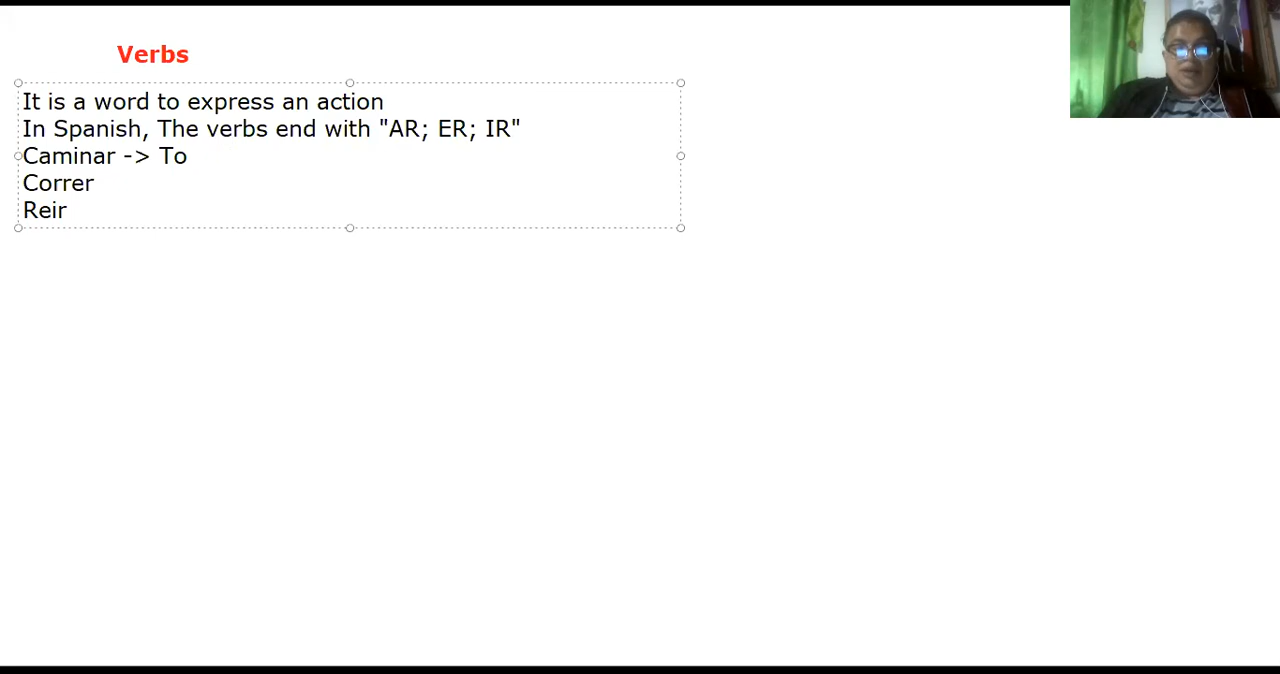 Verbs
It is a word to express an action
In Spanish, The verbs end with "AR; ER; IR"
Caminar -> To
Correr
Reir